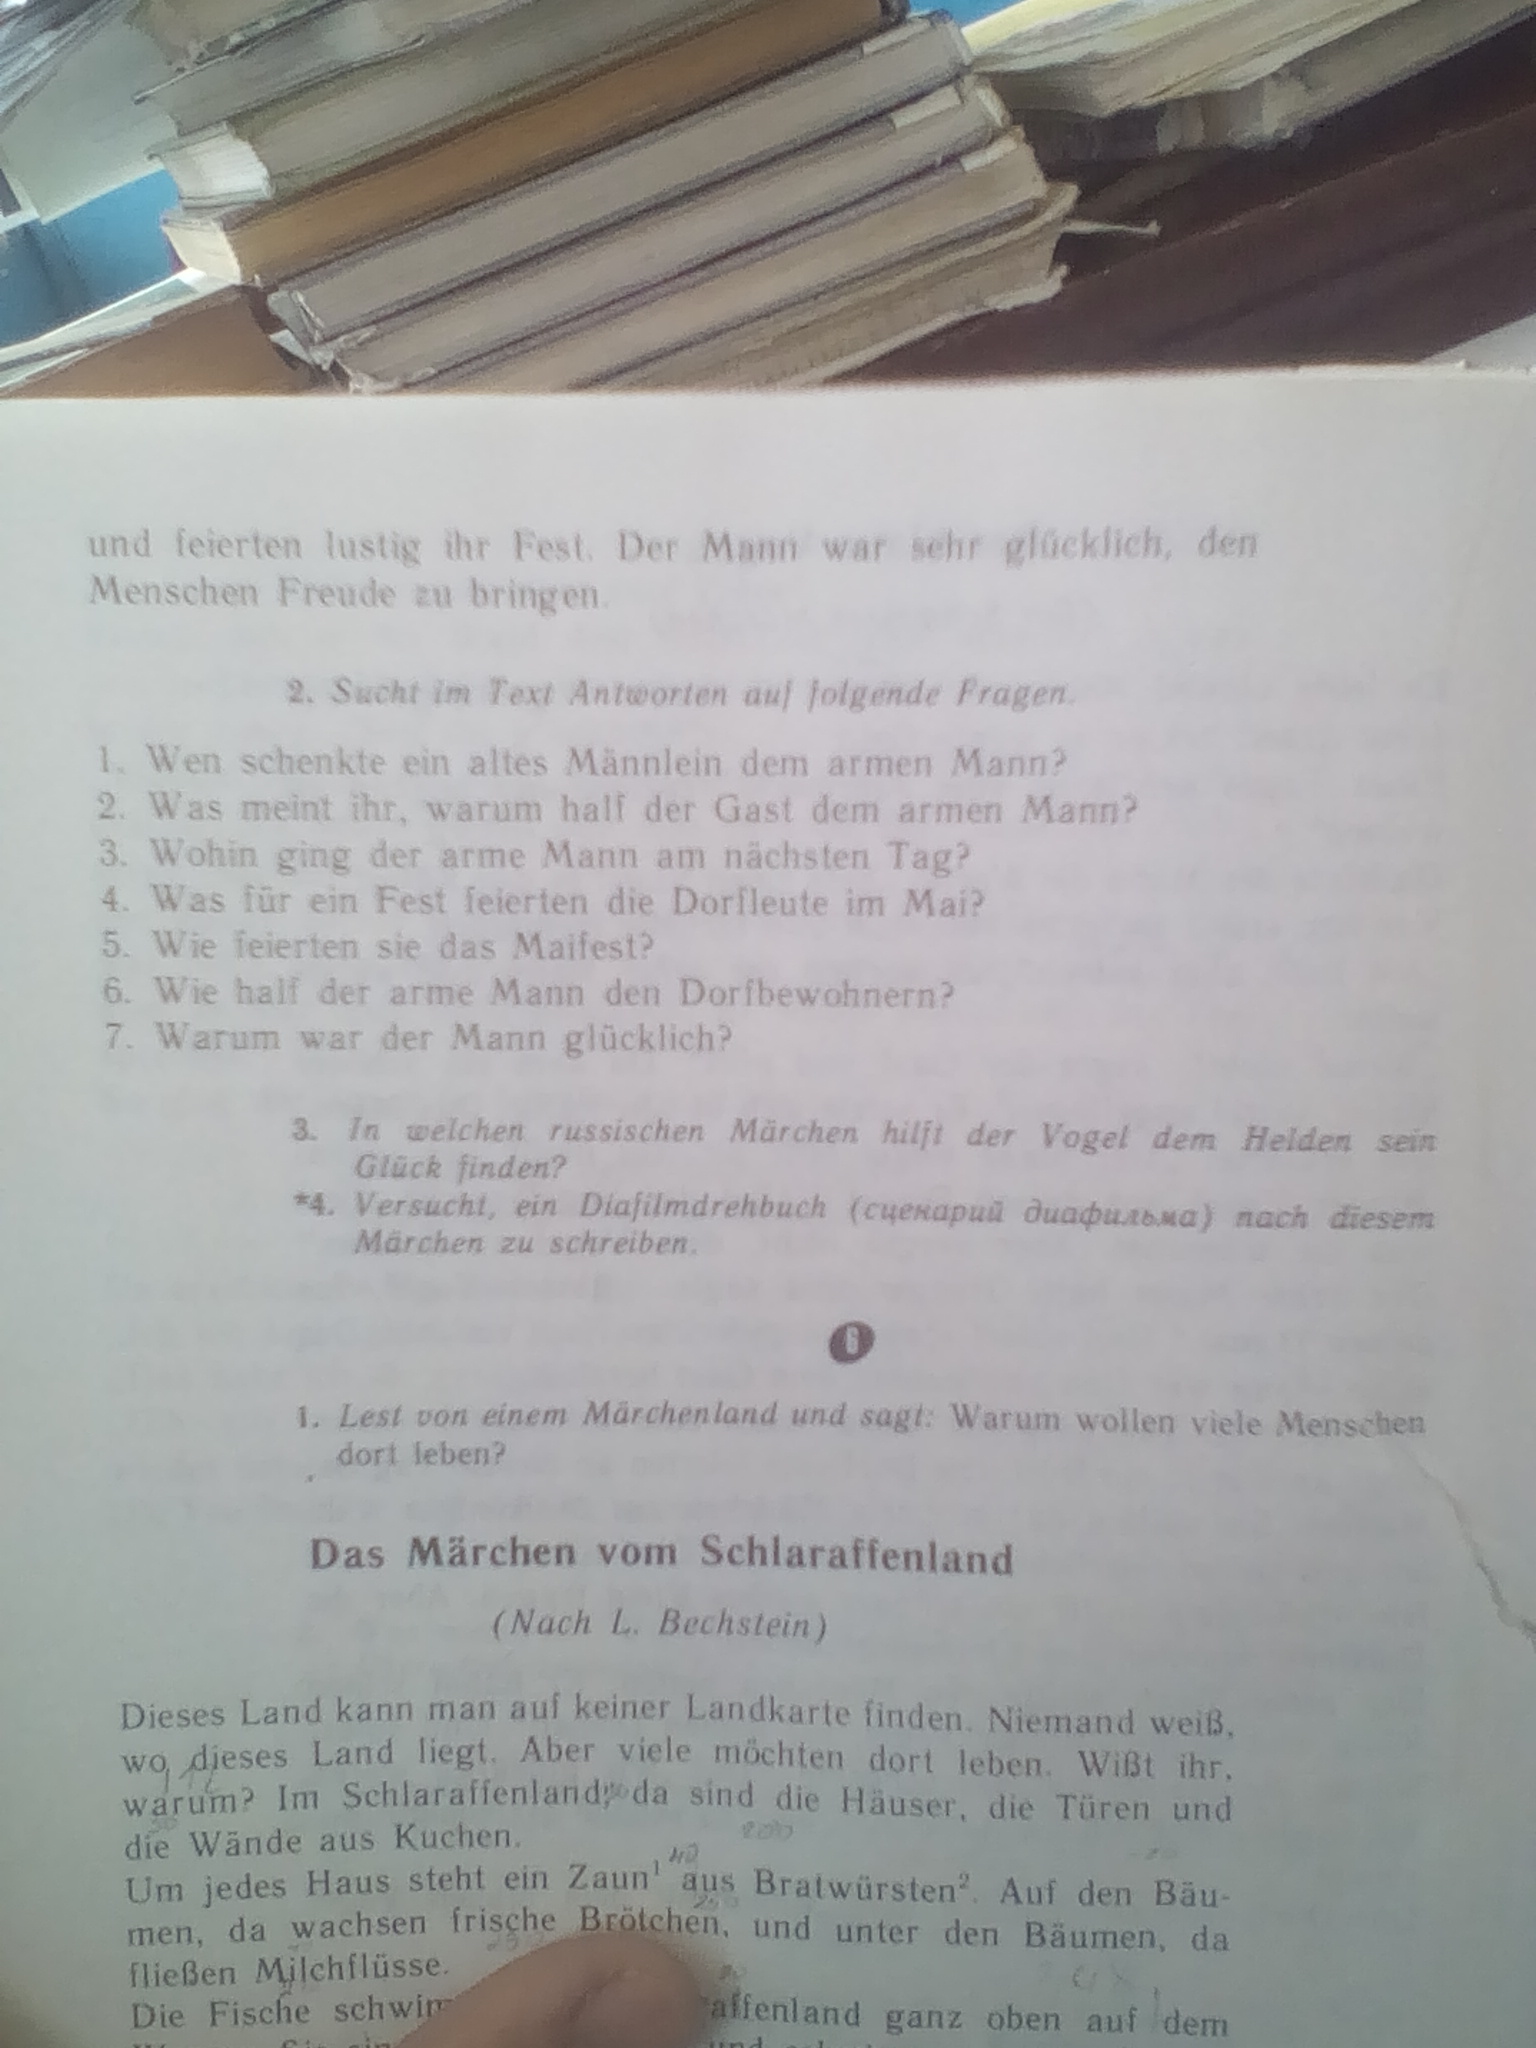 und feierten lustig ihr Fest. Der Mann war sehr glücklich, den
Menschen Freude zu bringen.
2. Sucht im Text Antworten auf folgende Fragen.
1. Wen schenkte ein altes Männlein dem armen Mann?
2. Was meint ihr, warum half der Gast dem armen Mann?
3. Wohin ging der arme Mann am nächsten Tag?
4. Was für ein Fest feierten die Dorfleute im Mai?
5. Wie feierten sie das Maifest?
6. Wie half der arme Mann den Dorfbewohnern?
7. Warum war der Mann glücklich?
3. In welchen russischen Märchen hilft der Vogel dem Helden sein
Glück finden?
*4. Versucht, ein Diafilmdrehbuch (сценарий диафильма) nach diesem
Märchen zu schreiben.
6
1. Lest von einem Märchenland und sagt: Warum wollen viele Menschen
dort leben?
Das Märchen vom Schlaraffenland
(Nach L. Bechstein)
Dieses Land kann man auf keiner Landkarte finden. Niemand weiß,
wo dieses Land liegt. Aber viele möchten dort leben. Wißt ihr,
warum? Im Schlaraffenland, da sind die Häuser, die Türen und
die Wände aus Kuchen.
Um jedes Haus steht ein Zaun¹ aus Bratwürsten². Auf den Bäu-
men, da wachsen frische Brötchen, und unter den Bäumen, da
fließen Milchflüsse.
Die Fische ganz oben auf dem